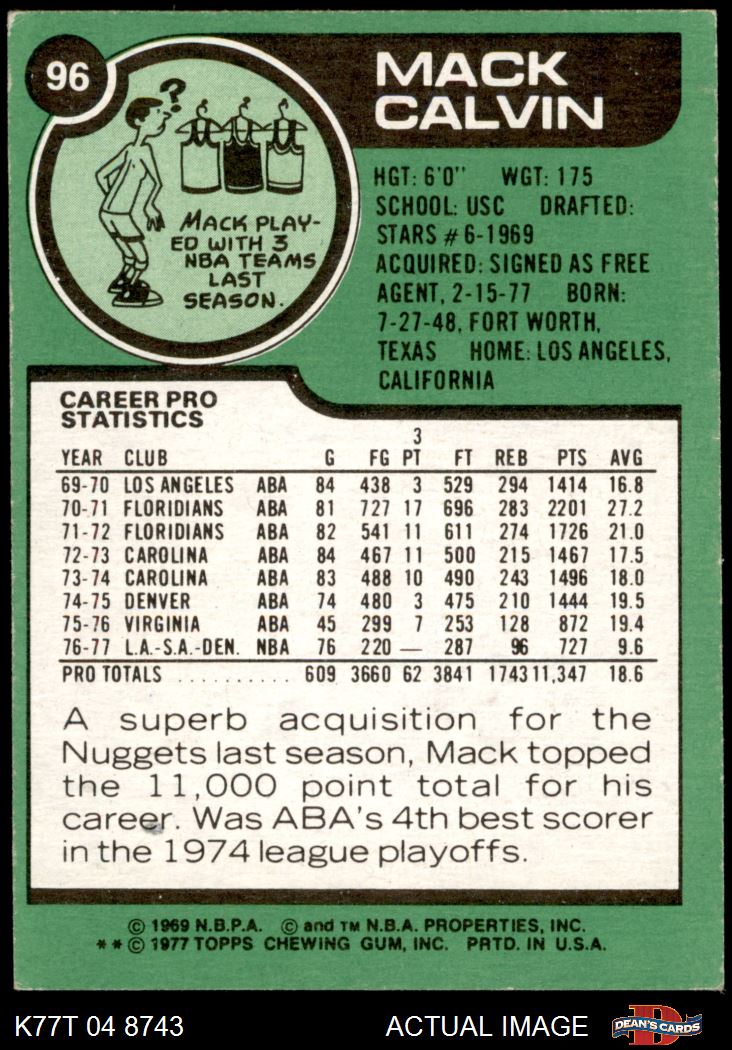 96
MACK
CALVIN
?
MACK PLAY-
ED WITH 3
NBA TEAMS
LAST
SEASON.
HGT: 6'0" WGT: 175
SCHOOL: USC DRAFTED:
STARS #6-1969
ACQUIRED: SIGNED AS FREE
AGENT, 2-15-77 BORN:
7-27-48, FORT WORTH,
TEXAS HOME: LOS ANGELES,
CALIFORNIA
CAREER PRO
STATISTICS
3
YEAR CLUB G FG PT FT REB PTS AVG
69-70 LOS ANGELES ABA 84 438 3 529 294 1414 16.8
70-71 FLORIDIANS ABA 81 727 17 696 283 2201 27.2
71-72 FLORIDIANS ABA 82 541 11 611 274 1726 21.0
72-73 CAROLINA ABA 84 467 11 500 215 1467 17.5
73-74 CAROLINA ABA 83 488 10 490 243 1496 18.0
74-75 DENVER ABA 74 480 3 475 210 1444 19.5
75-76 VIRGINIA ABA 45 299 7 253 128 872 19.4
76-77 L.A.-S.A.-DEN. NBA 76 220 — 287 96 727 9.6
PRO TOTALS .......... 609 3660 62 3841 1743 11,347 18.6
A superb acquisition for the
Nuggets last season, Mack topped
the 11,000 point total for his
career. Was ABA's 4th best scorer
in the 1974 league playoffs.
© 1969 N.B.P.A. © and TM N.B.A. PROPERTIES, INC.
**© 1977 TOPPS CHEWING GUM, INC. PRTD. IN U.S.A.
K77T 04 8743 ACTUAL IMAGE D DEAN'S CARDS